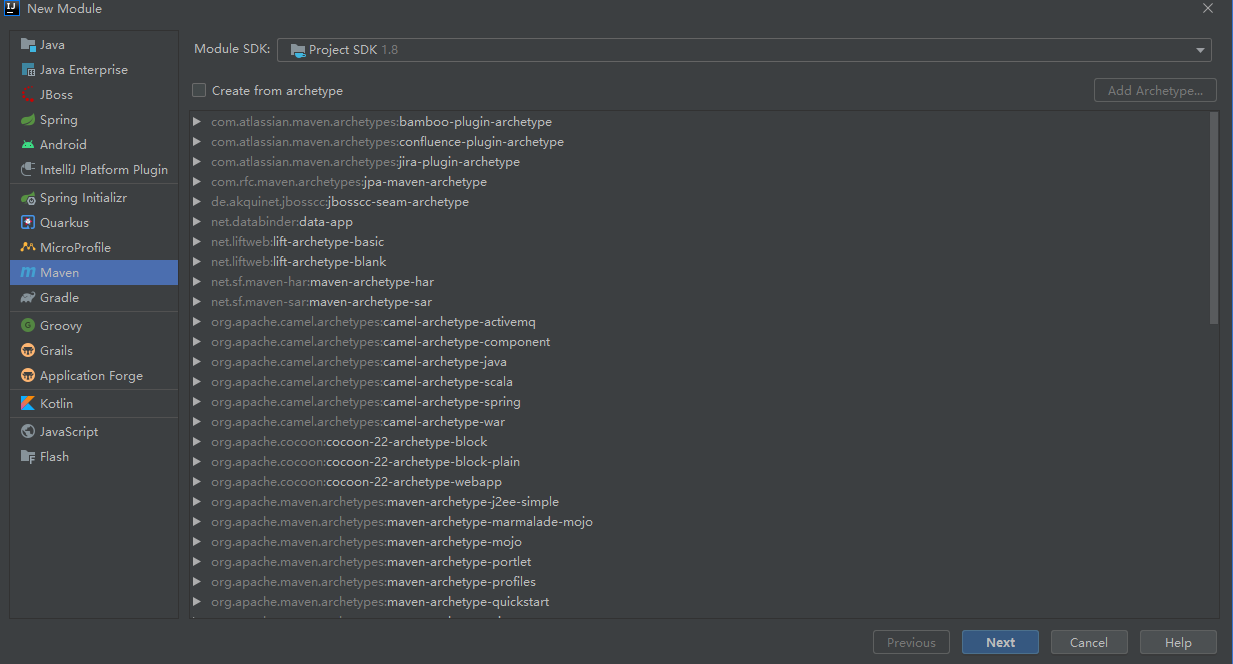 IJ
New Module
Java
Java Enterprise
JBoss
Spring
Android
IntelliJ Platform Plugin
Spring Initializr
Quarkus
MicroProfile
Maven
Gradle
Groovy
Grails
Application Forge
Kotlin
JavaScript
Flash
Module SDK: Project SDK 1.8
Create from archetype Add Archetype...
com.atlassian.maven.archetypes:bamboo-plugin-archetype
com.atlassian.maven.archetypes:confluence-plugin-archetype
com.atlassian.maven.archetypes:jira-plugin-archetype
com.rfc.maven.archetypes:jpa-maven-archetype
de.akquinet.jbosscc:jbosscc-seam-archetype
net.databinder:data-app
net.liftweb:lift-archetype-basic
net.liftweb:lift-archetype-blank
net.sf.maven-har:maven-archetype-har
net.sf.maven-sar:maven-archetype-sar
org.apache.camel.archetypes:camel-archetype-activemq
org.apache.camel.archetypes:camel-archetype-component
org.apache.camel.archetypes:camel-archetype-java
org.apache.camel.archetypes:camel-archetype-scala
org.apache.camel.archetypes:camel-archetype-spring
org.apache.camel.archetypes:camel-archetype-war
org.apache.cocoon:cocoon-22-archetype-block
org.apache.cocoon:cocoon-22-archetype-block-plain
org.apache.cocoon:cocoon-22-archetype-webapp
org.apache.maven.archetypes:maven-archetype-j2ee-simple
org.apache.maven.archetypes:maven-archetype-marmalade-mojo
org.apache.maven.archetypes:maven-archetype-mojo
org.apache.maven.archetypes:maven-archetype-portlet
org.apache.maven.archetypes:maven-archetype-profiles
org.apache.maven.archetypes:maven-archetype-quickstart
Previous Next Cancel Help